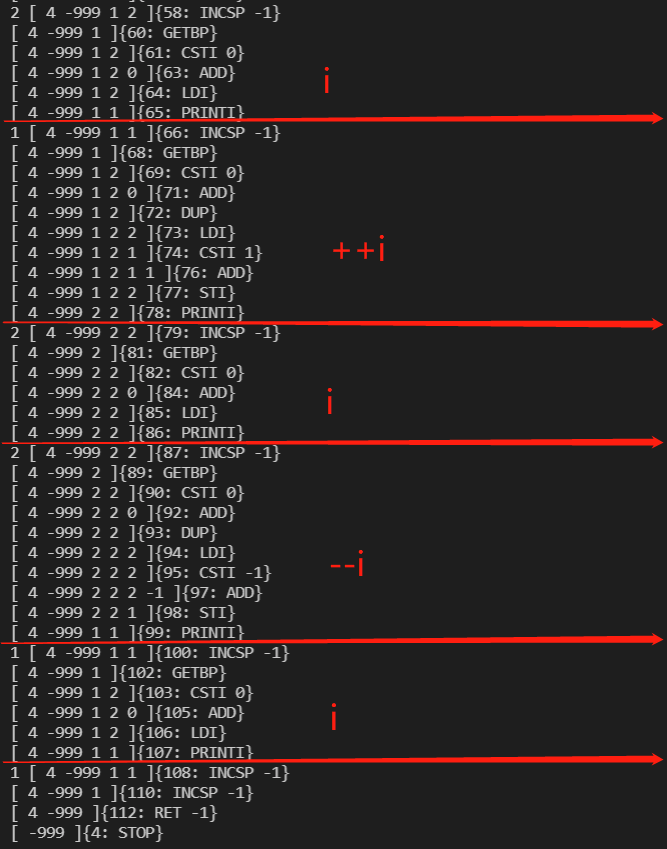 2 [ 4 -999 1 2 ]{58: INCSP -1}
[ 4 -999 1 ]{60: GETBP}
[ 4 -999 1 2 ]{61: CSTI 0}
[ 4 -999 1 2 0 ]{63: ADD}
i
[ 4 -999 1 2 ]{64: LDI}
[ 4 -999 1 1 ]{65: PRINTI}
1 [ 4 -999 1 1 ]{66: INCSP -1}
[ 4 -999 1 ]{68: GETBP}
[ 4 -999 1 2 ]{69: CSTI 0}
[ 4 -999 1 2 0 ]{71: ADD}
[ 4 -999 1 2 ]{72: DUP}
[ 4 -999 1 2 2 ]{73: LDI}
[ 4 -999 1 2 1 ]{74: CSTI 1}
++i
[ 4 -999 1 2 1 1 ]{76: ADD}
[ 4 -999 1 2 2 ]{77: STI}
[ 4 -999 2 2 ]{78: PRINTI}
2 [ 4 -999 2 2 ]{79: INCSP -1}
[ 4 -999 2 ]{81: GETBP}
[ 4 -999 2 2 ]{82: CSTI 0}
[ 4 -999 2 2 0 ]{84: ADD}
i
[ 4 -999 2 2 ]{85: LDI}
[ 4 -999 2 2 ]{86: PRINTI}
2 [ 4 -999 2 2 ]{87: INCSP -1}
[ 4 -999 2 ]{89: GETBP}
[ 4 -999 2 2 ]{90: CSTI 0}
[ 4 -999 2 2 0 ]{92: ADD}
[ 4 -999 2 2 ]{93: DUP}
[ 4 -999 2 2 2 ]{94: LDI}
[ 4 -999 2 2 2 ]{95: CSTI -1}
--i
[ 4 -999 2 2 2 -1 ]{97: ADD}
[ 4 -999 2 2 1 ]{98: STI}
[ 4 -999 1 1 ]{99: PRINTI}
1 [ 4 -999 1 1 ]{100: INCSP -1}
[ 4 -999 1 ]{102: GETBP}
[ 4 -999 1 2 ]{103: CSTI 0}
[ 4 -999 1 2 0 ]{105: ADD}
i
[ 4 -999 1 2 ]{106: LDI}
[ 4 -999 1 1 ]{107: PRINTI}
1 [ 4 -999 1 1 ]{108: INCSP -1}
[ 4 -999 1 ]{110: INCSP -1}
[ 4 -999 ]{112: RET -1}
[ -999 ]{4: STOP}